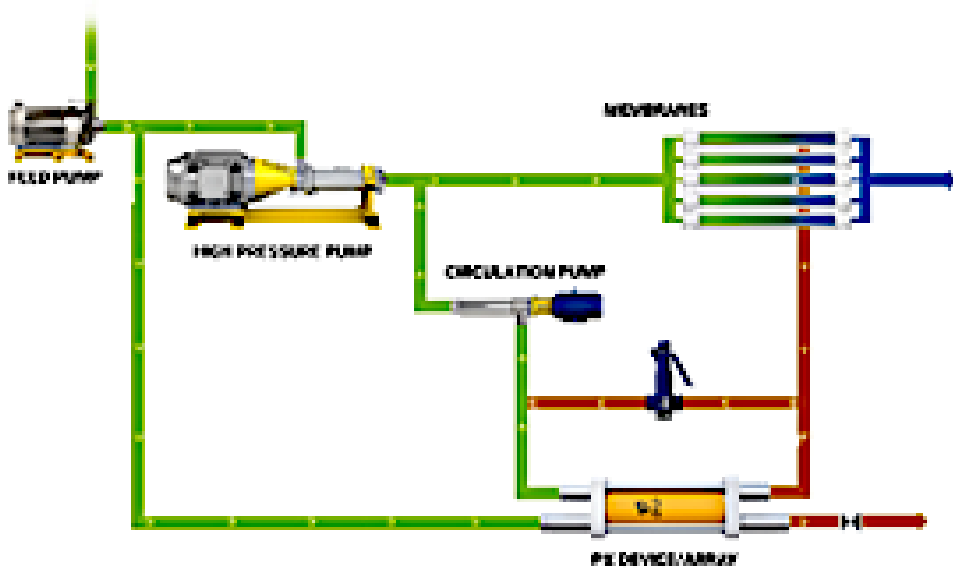 MEMBRANES
FEED PUMP
HIGH PRESSURE PUMP
CIRCULATION PUMP
PX DEVICE/ARRAY